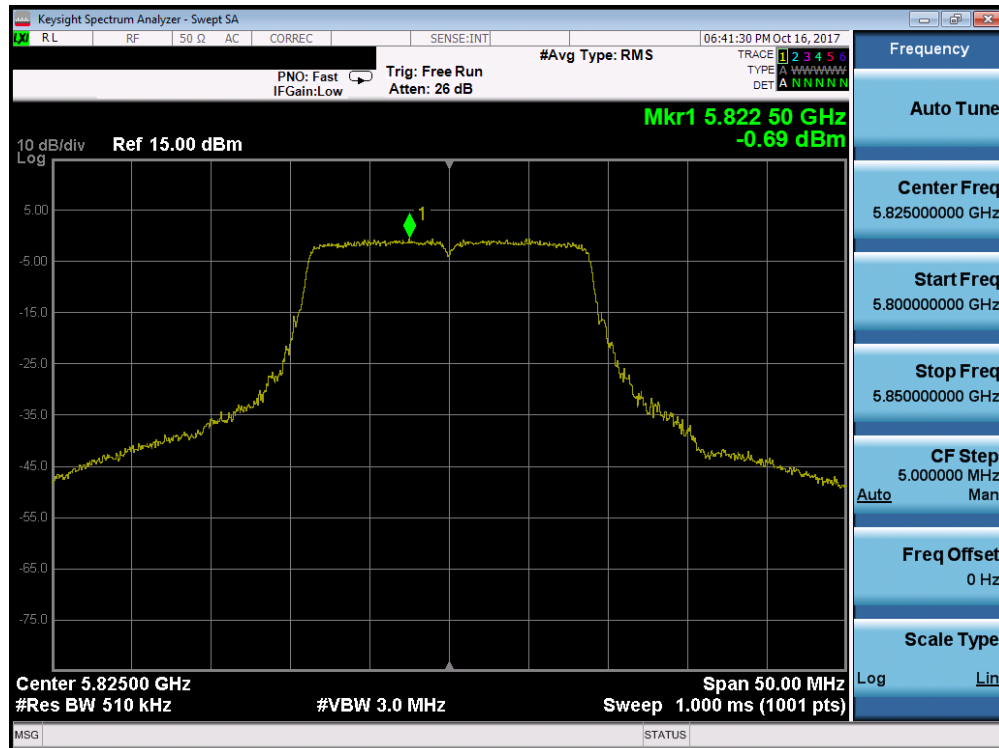 Keysight Spectrum Analyzer - Swept SA
LXI RL RF 50 Ω AC CORREC SENSE:INT 06:41:30 PM Oct 16, 2017
#Avg Type: RMS TRACE 1 2 3 4 5 6
PNO: Fast Trig: Free Run TYPE A WWWWW
IFGain:Low Atten: 26 dB DET A N N N N N
Mkr1 5.822 50 GHz
-0.69 dBm
10 dB/div Ref 15.00 dBm
Log
1
5.00
-5.00
-15.0
-25.0
-35.0
-45.0
-55.0
-65.0
-75.0
Center 5.82500 GHz Span 50.00 MHz
#Res BW 510 kHz #VBW 3.0 MHz Sweep 1.000 ms (1001 pts)
MSG STATUS
Frequency
Auto Tune
Center Freq
5.825000000 GHz
Start Freq
5.800000000 GHz
Stop Freq
5.850000000 GHz
CF Step
5.000000 MHz
Auto Man
Freq Offset
0 Hz
Scale Type
Log Lin